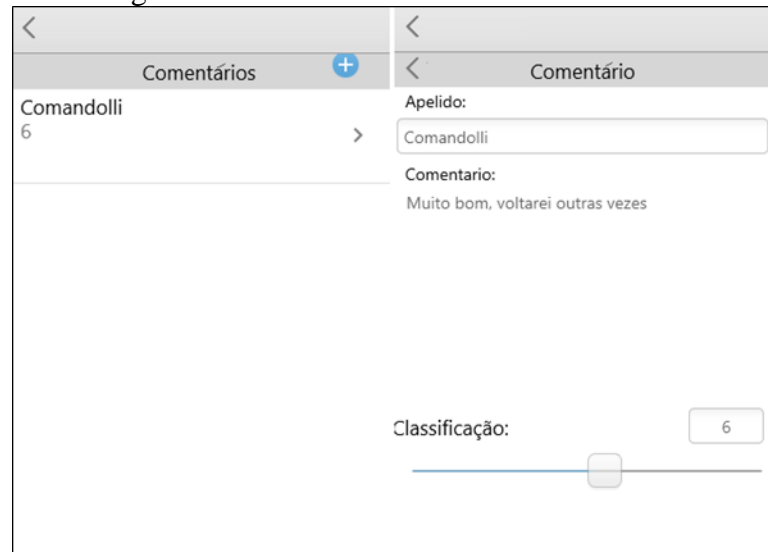 Comentários
Comandolli
6
Comentário
Apelido:
Comandolli
Comentario:
Muito bom, voltarei outras vezes
Classificação:
6